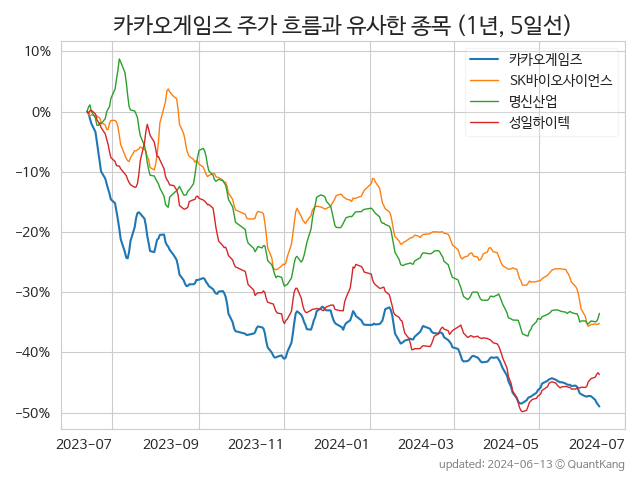 카카오게임즈 주가 흐름과 유사한 종목 (1년, 5일선)
카카오게임즈
SK바이오사이언스
명신산업
성일하이텍
10%
0%
−10%
−20%
−30%
−40%
−50%
2023-07 2023-09 2023-11 2024-01 2024-03 2024-05 2024-07
updated: 2024-06-13 © QuantKang